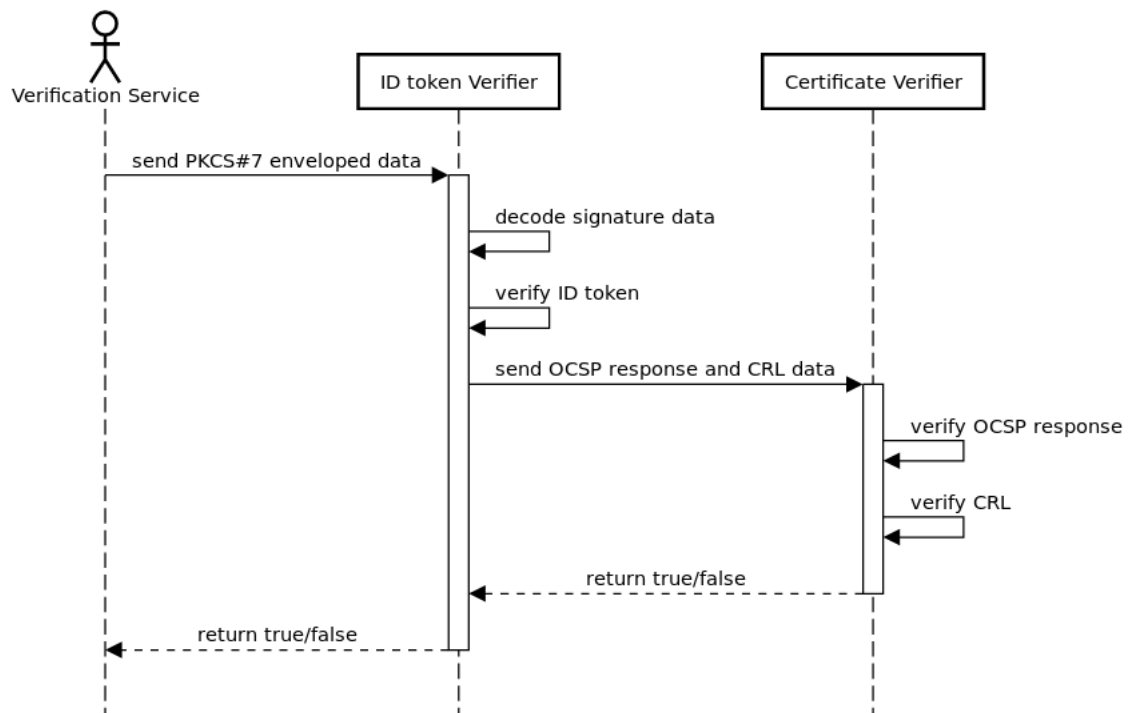 Verification Service
ID token Verifier
Certificate Verifier
send PKCS#7 enveloped data
decode signature data
verify ID token
send OCSP response and CRL data
verify OCSP response
verify CRL
return true/false
return true/false